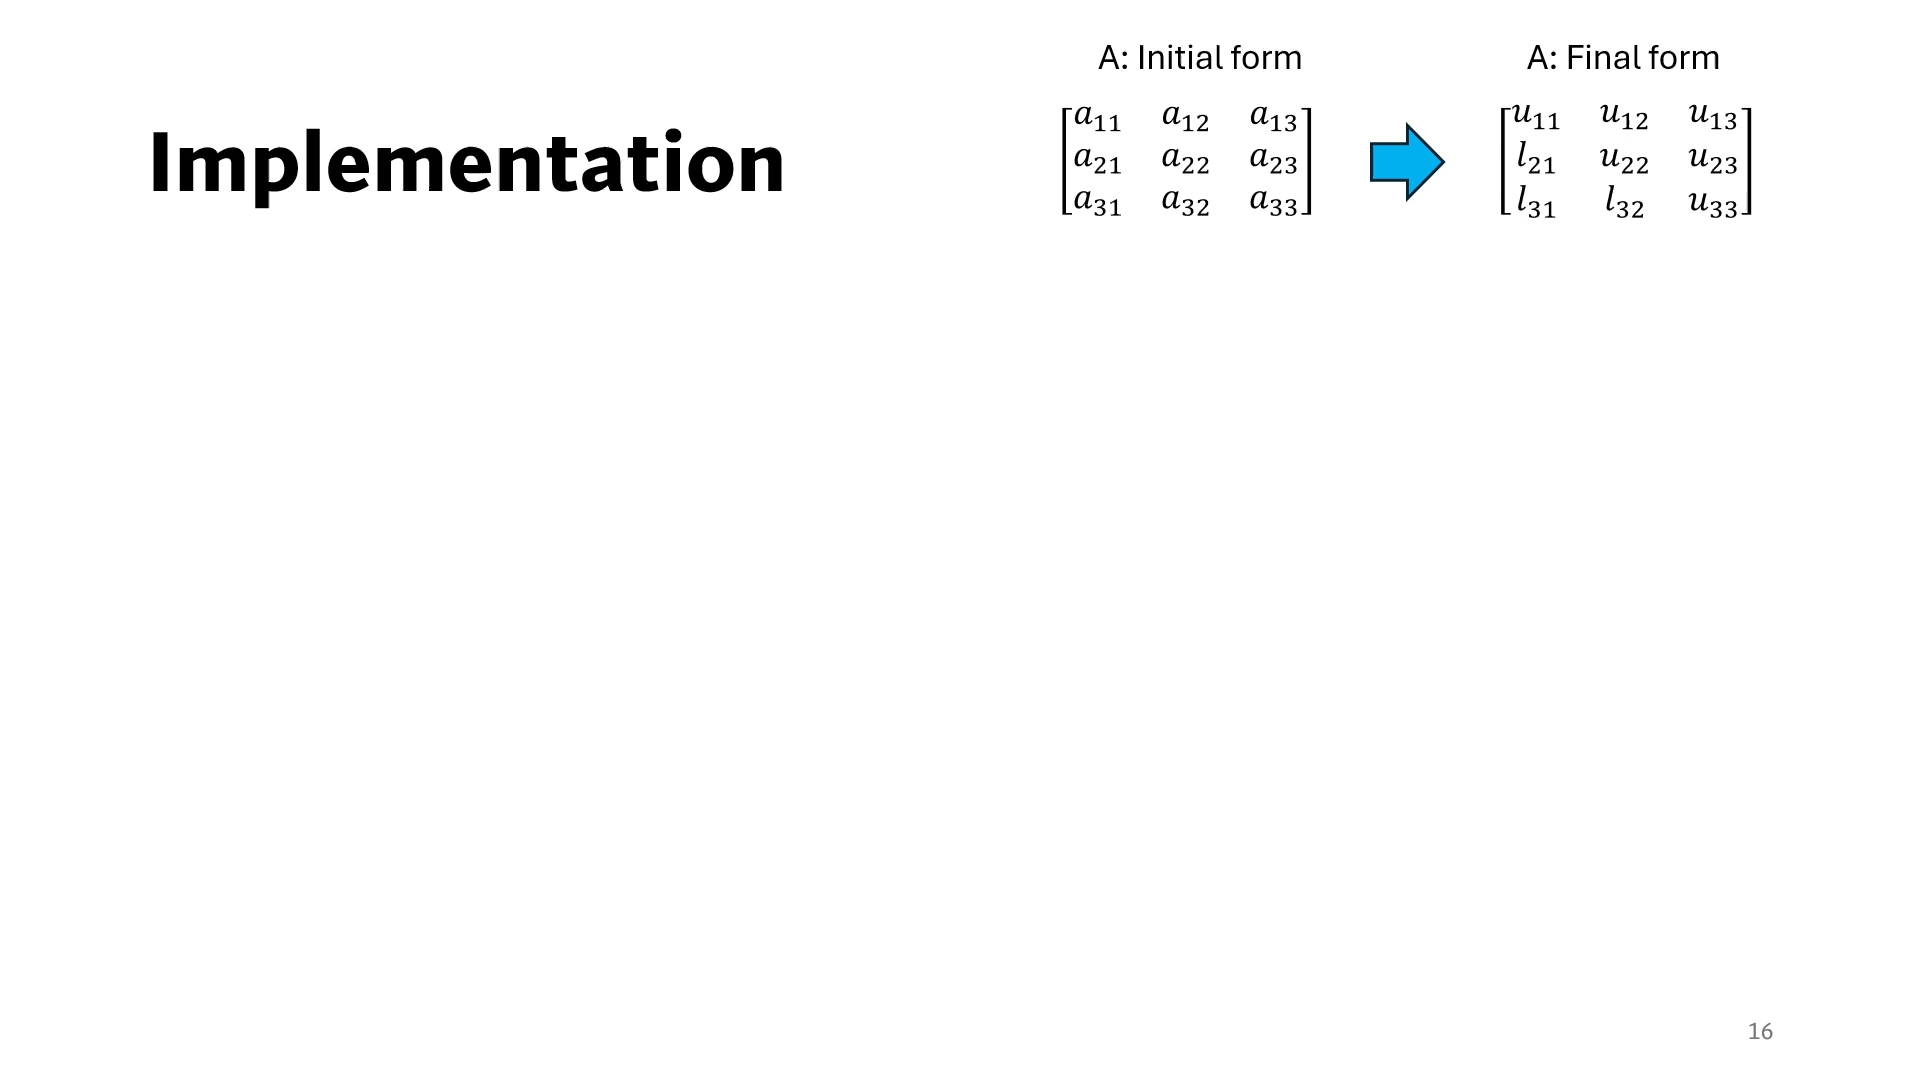 Implementation
A: Initial form
a₁₁ a₁₂ a₁₃
a₂₁ a₂₂ a₂₃
a₃₁ a₃₂ a₃₃
A: Final form
u₁₁ u₁₂ u₁₃
l₂₁ u₂₂ u₂₃
l₃₁ l₃₂ u₃₃
16